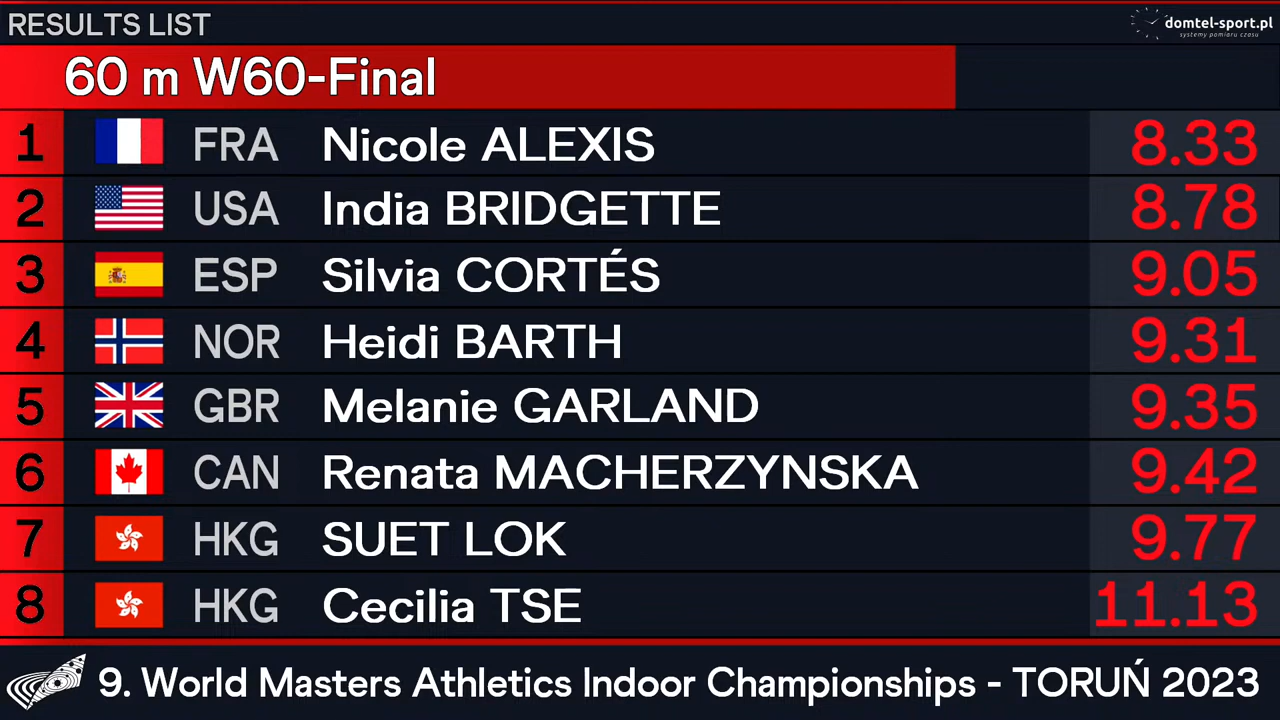 RESULTS LIST
domtel-sport.pl
systemy pomiaru czasu
60 m W60-Final
1 FRA Nicole ALEXIS 8.33
2 USA India BRIDGETTE 8.78
3 ESP Silvia CORTÉS 9.05
4 NOR Heidi BARTH 9.31
5 GBR Melanie GARLAND 9.35
6 CAN Renata MACHERZYNSKA 9.42
7 HKG SUET LOK 9.77
8 HKG Cecilia TSE 11.13
9. World Masters Athletics Indoor Championships - TORUŃ 2023